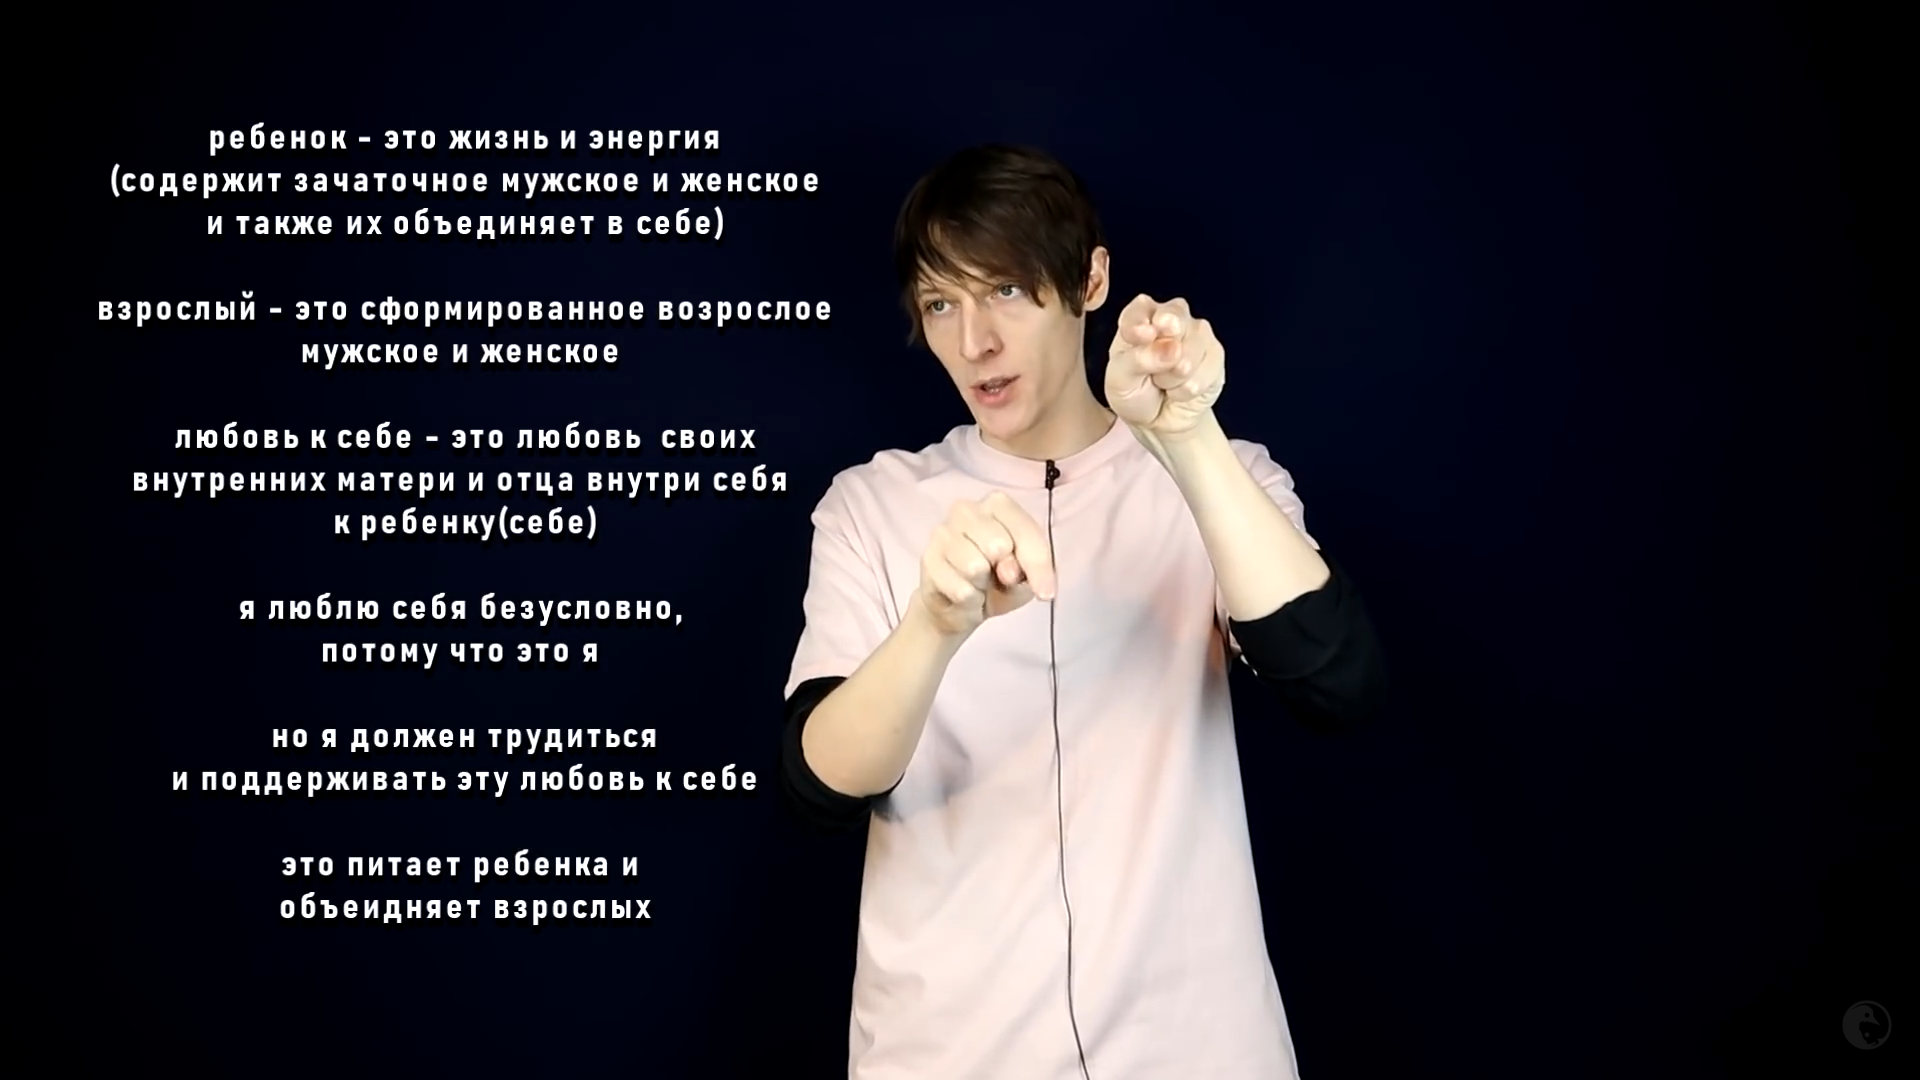 ребенок - это жизнь и энергия
(содержит зачаточное мужское и женское
и также их объединяет в себе)
взрослый - это сформированное возрослое
мужское и женское
любовь к себе - это любовь своих
внутренних матери и отца внутри себя
к ребенку(себе)
я люблю себя безусловно,
потому что это я
но я должен трудиться
и поддерживать эту любовь к себе
это питает ребенка и
объеидняет взрослых